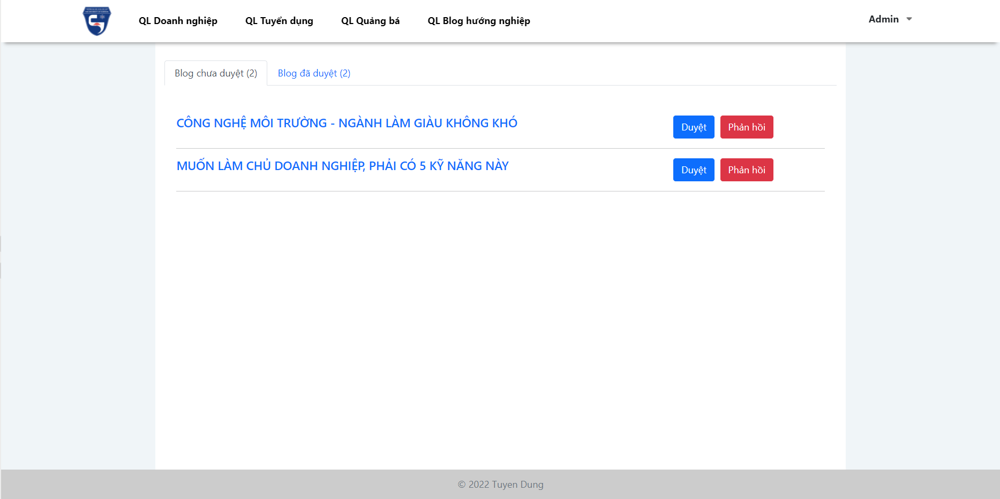 QL Doanh nghiệp QL Tuyển dụng QL Quảng bá QL Blog hướng nghiệp Admin
Blog chưa duyệt (2) Blog đã duyệt (2)
CÔNG NGHỆ MÔI TRƯỜNG - NGÀNH LÀM GIÀU KHÔNG KHÓ Duyệt Phản hồi
MUỐN LÀM CHỦ DOANH NGHIỆP, PHẢI CÓ 5 KỸ NĂNG NÀY Duyệt Phản hồi
© 2022 Tuyen Dung